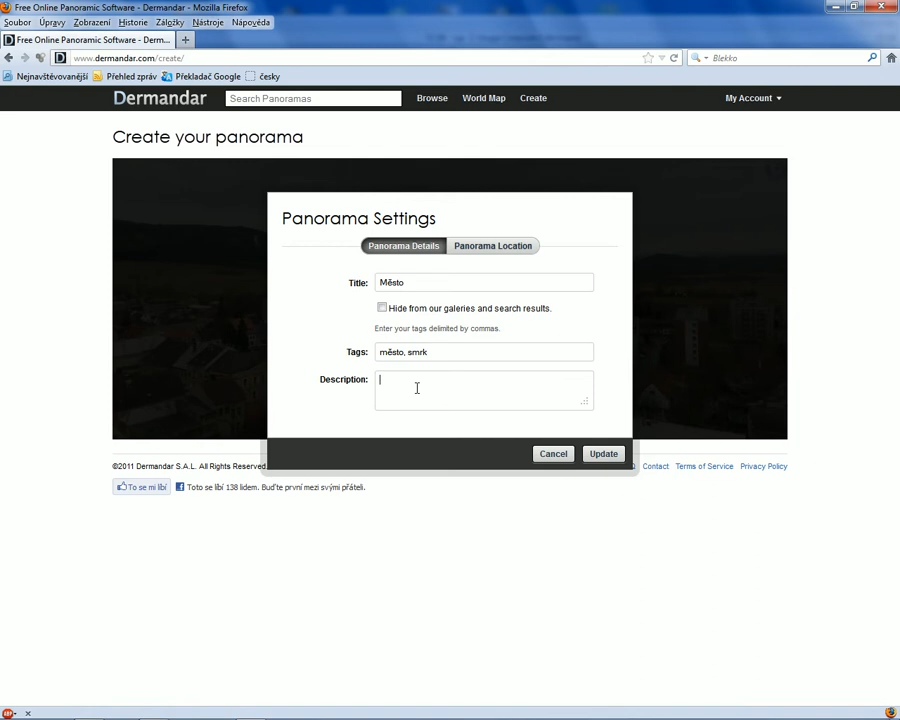 Free Online Panoramic Software - Dermandar - Mozilla Firefox
Soubor Úpravy Zobrazení Historie Záložky Nástroje Nápověda
Free Online Panoramic Software - Derm...
www.dermandar.com/create/
Blekko
Nejnavštěvovanější Přehled zpráv Překladač Google česky
Dermandar Search Panoramas Browse World Map Create My Account
Create your panorama
Panorama Settings
Panorama Details Panorama Location
Title: Město
Hide from our galeries and search results.
Enter your tags delimited by commas.
Tags: město, smrk
Description:
Cancel Update
©2011 Dermandar S.A.L. All Rights Reserved. Contact Terms of Service Privacy Policy
To se mi líbí Toto se líbí 138 lidem. Buďte první mezi svými přáteli.